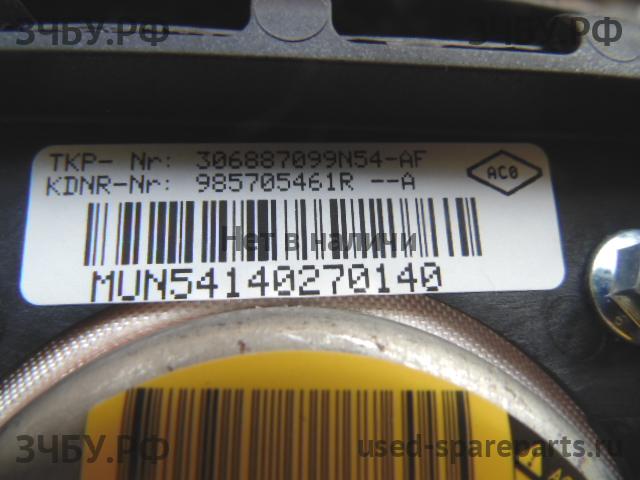 ЗЧБУ.РФ
ЗЧБУ.РФ
TKP- Nr: 306887099N54-AF
KDNR-Nr: 985705461R --A
AC0
Нет в наличи
MUN54140270140
ЗЧБУ.РФ
used-spareparts.ru